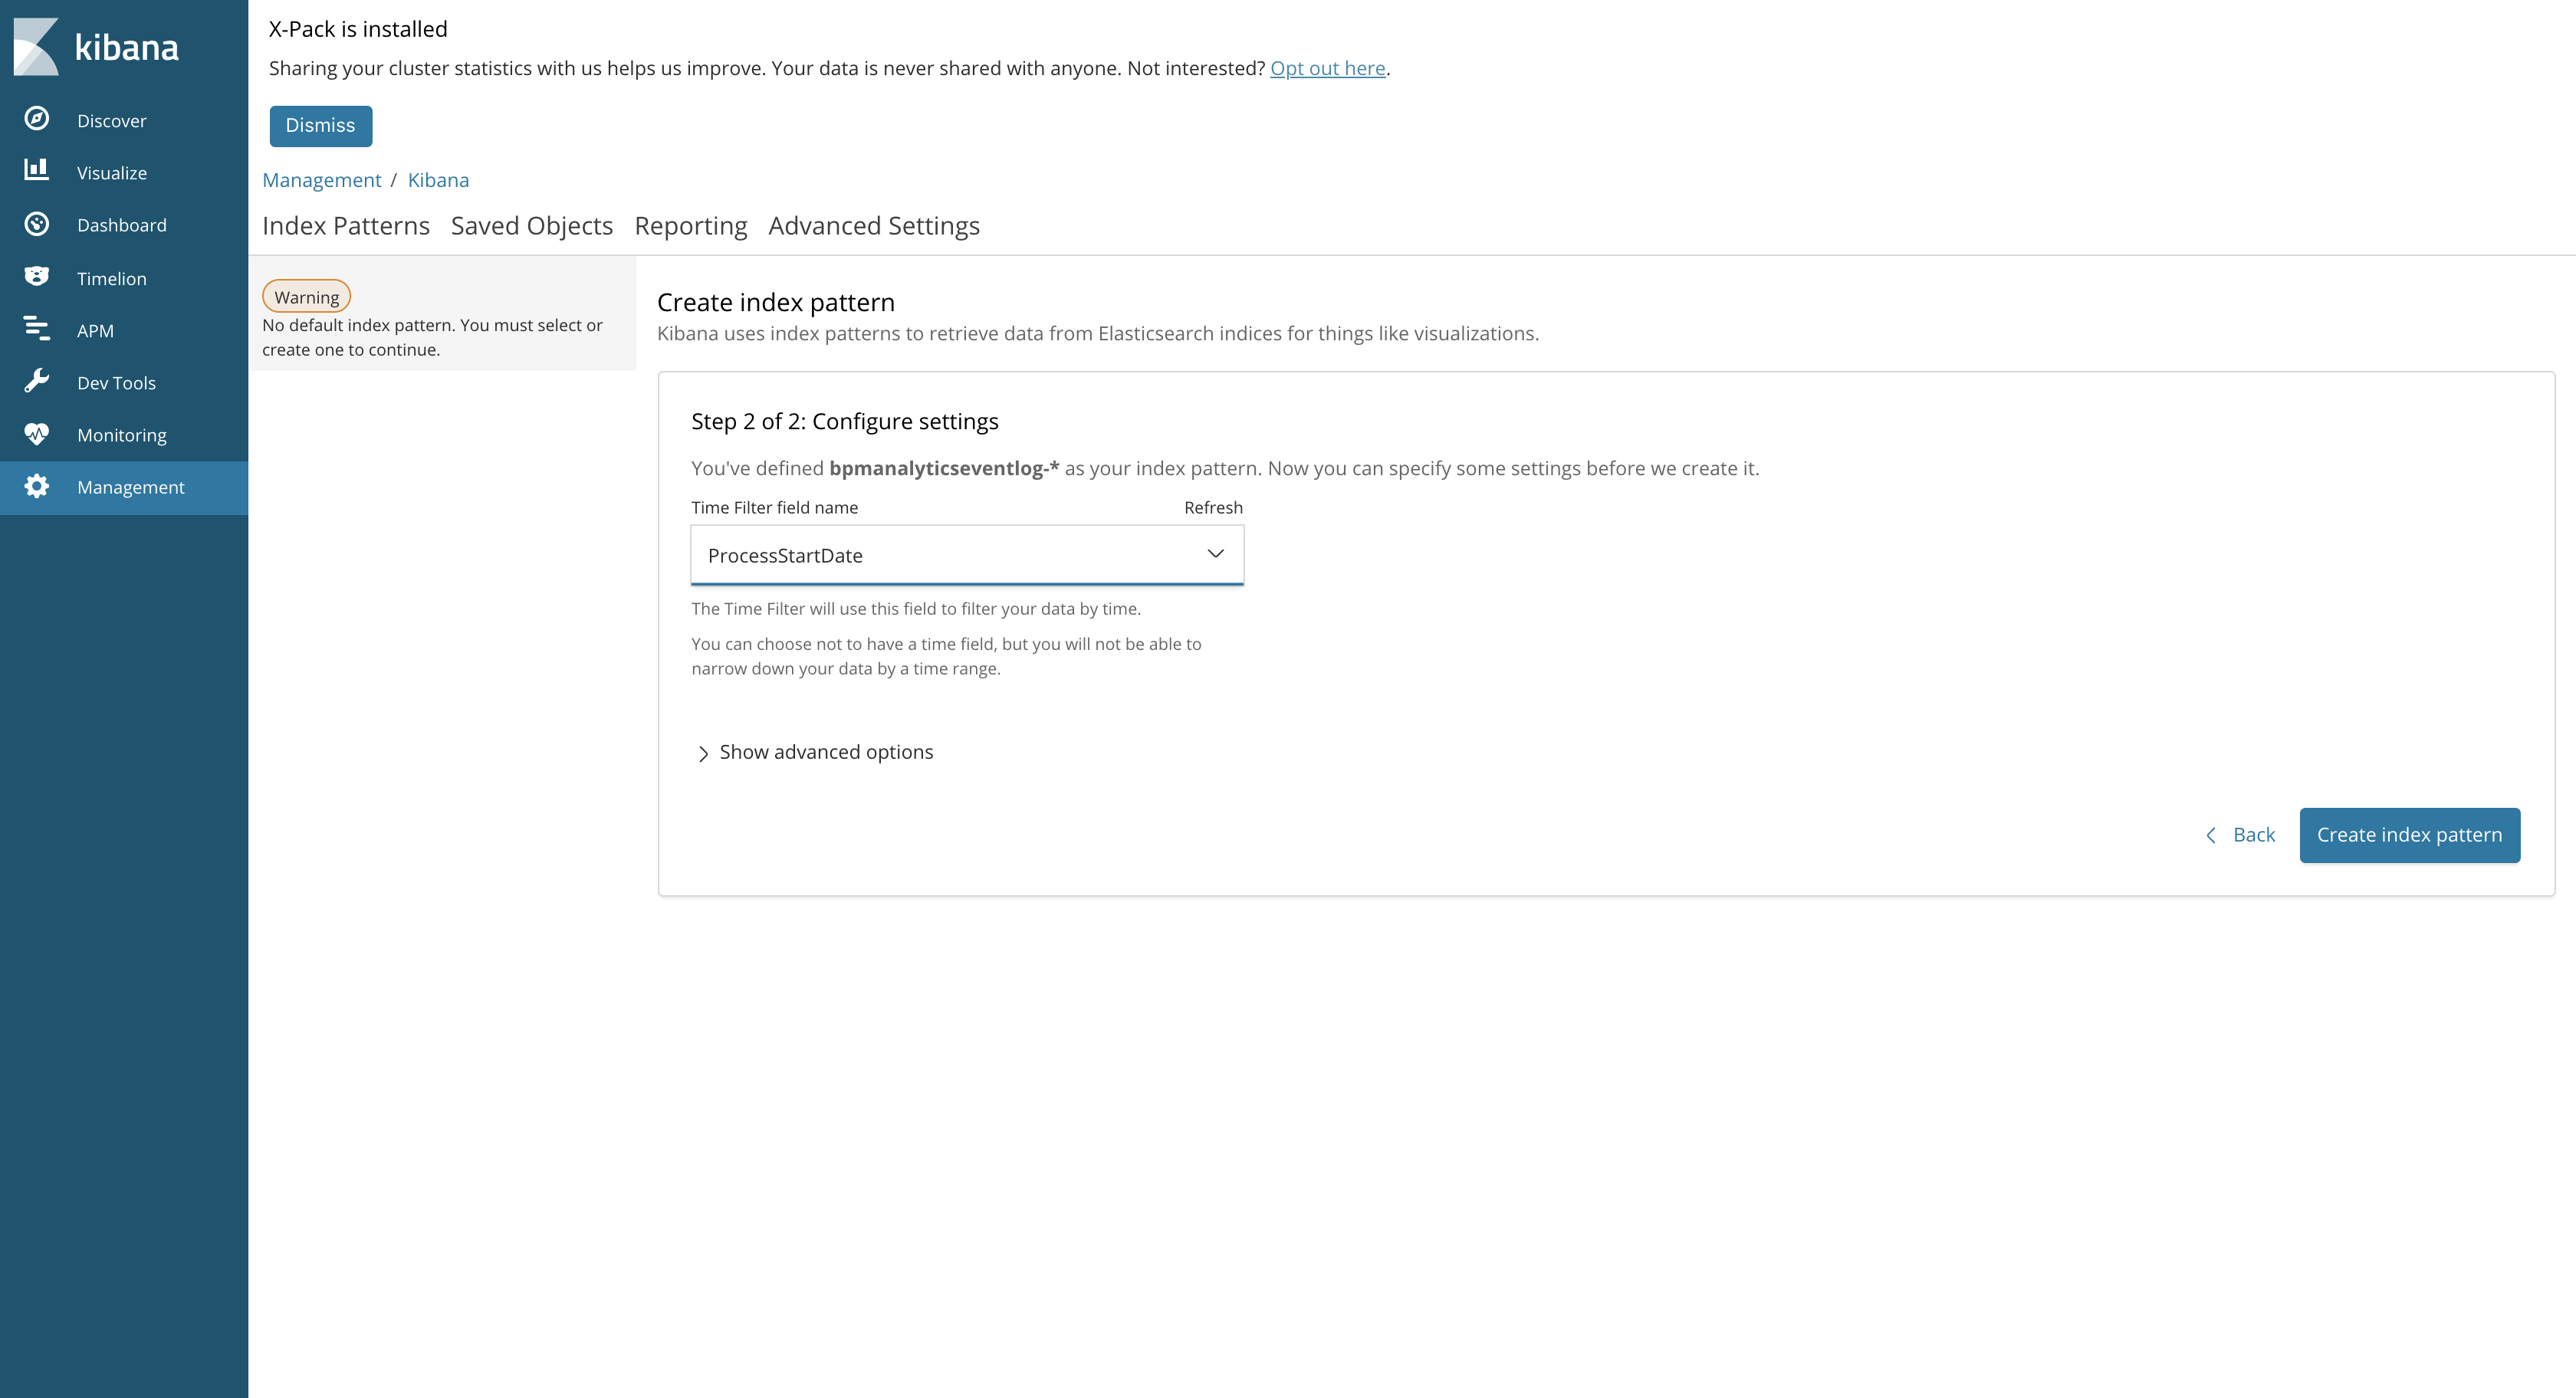 kibana
Discover
Visualize
Dashboard
Timelion
APM
Dev Tools
Monitoring
Management
X-Pack is installed
Sharing your cluster statistics with us helps us improve. Your data is never shared with anyone. Not interested? Opt out here.
Dismiss
Management / Kibana
Index Patterns Saved Objects Reporting Advanced Settings
Warning
No default index pattern. You must select or
create one to continue.
Create index pattern
Kibana uses index patterns to retrieve data from Elasticsearch indices for things like visualizations.
Step 2 of 2: Configure settings
You've defined bpmanalyticseventlog-* as your index pattern. Now you can specify some settings before we create it.
Time Filter field name Refresh
ProcessStartDate
The Time Filter will use this field to filter your data by time.
You can choose not to have a time field, but you will not be able to
narrow down your data by a time range.
Show advanced options
Back Create index pattern